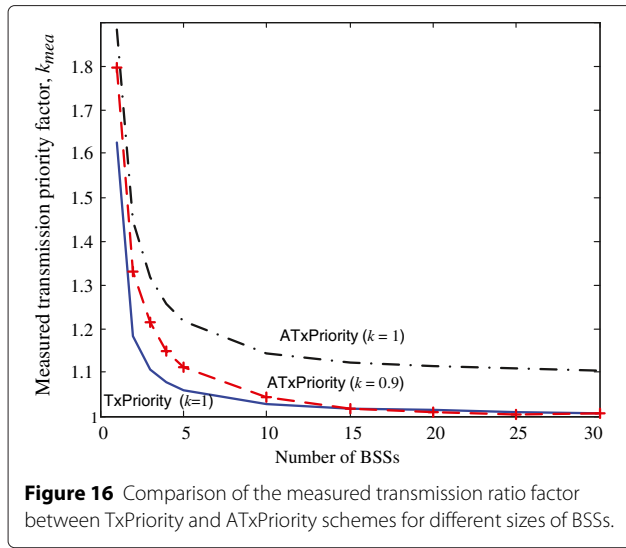 Measured transmission priority factor, k_mea
1.8
1.7
1.6
1.5
1.4
1.3
1.2
1.1
1
ATxPriority (k = 1)
ATxPriority (k = 0.9)
TxPriority (k=1)
0 5 10 15 20 25 30
Number of BSSs
Figure 16 Comparison of the measured transmission ratio factor
between TxPriority and ATxPriority schemes for different sizes of BSSs.